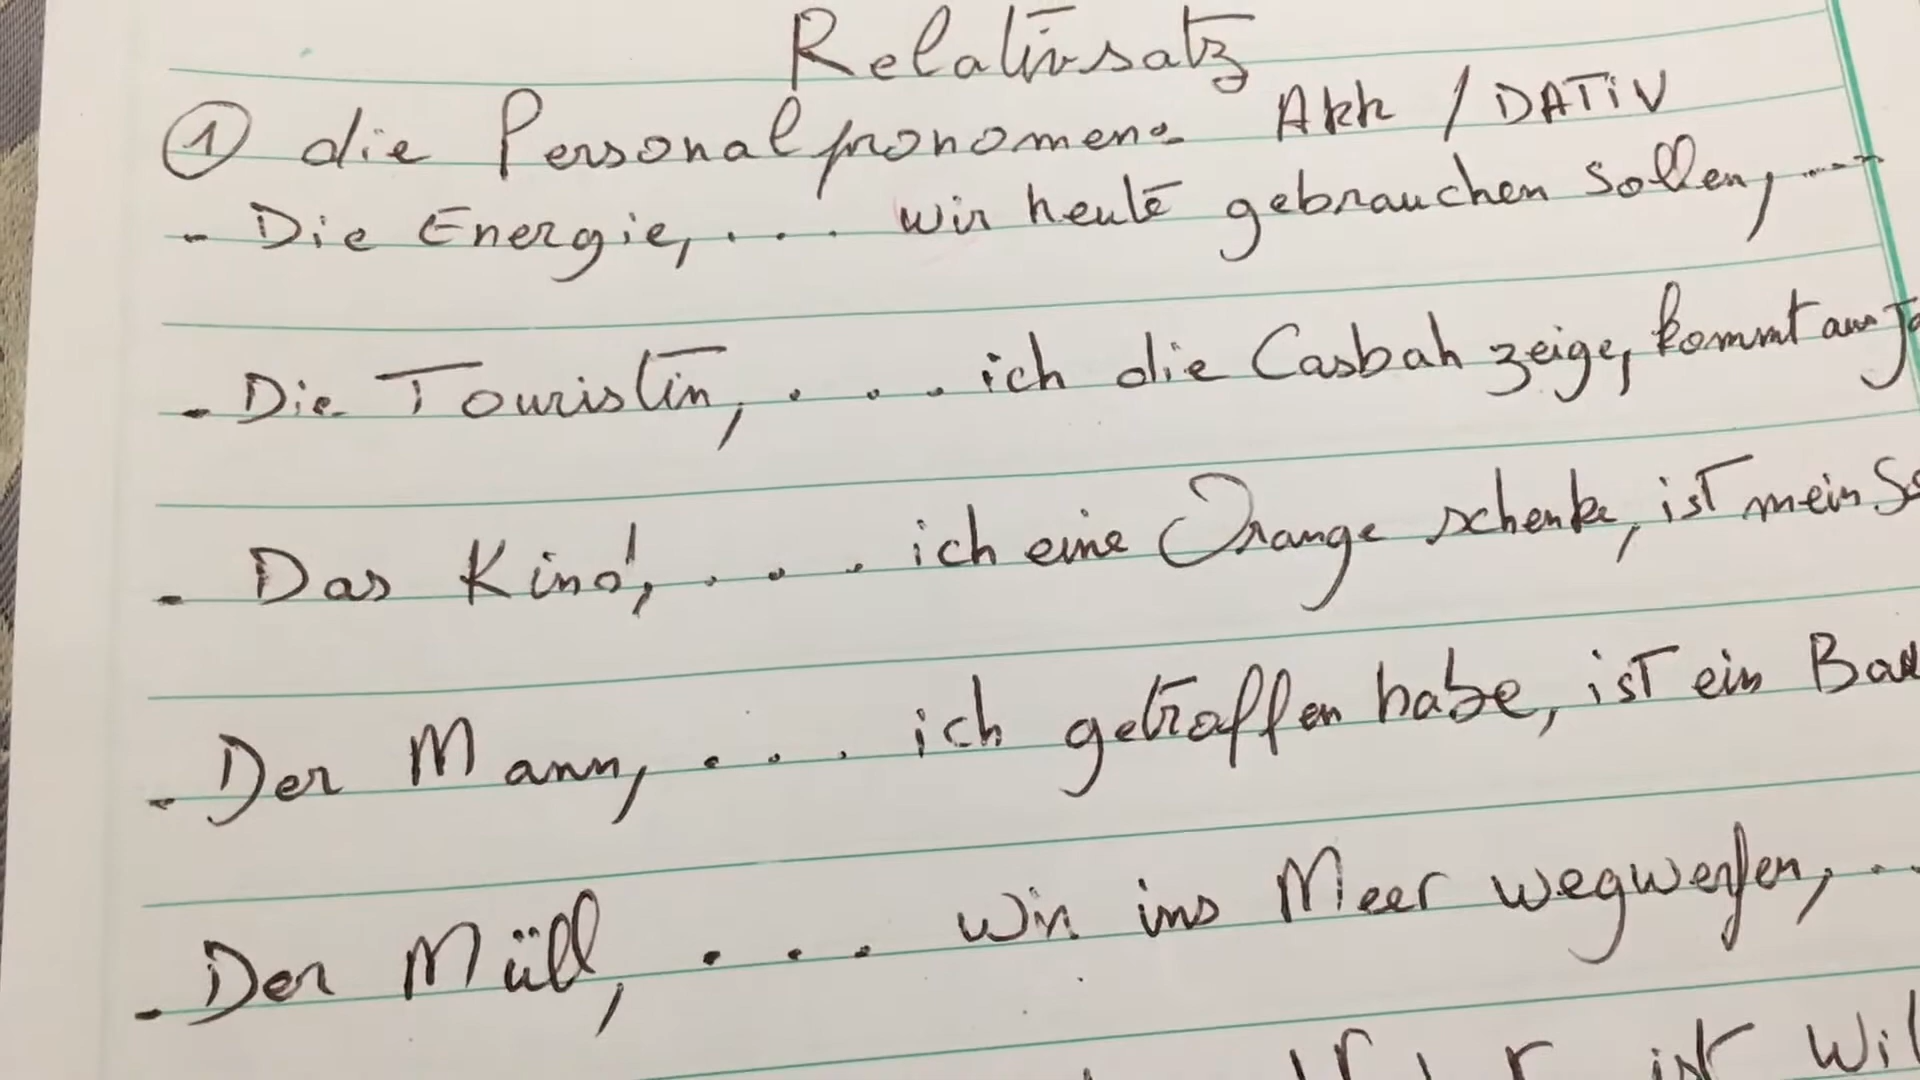 Relativsatz
① die Personalpronomen: Akk / DATiV
- Die Energie, ... wir heute gebrauchen sollen, ....
- Die Touristin, ... ich die Casbah zeige, kommt aus
- Das Kind, ... ich eine Orange schenke, ist mein
- Der Mann, ... ich getroffen habe, ist ein
- Der Müll, ... wir ins Meer wegwerfen, ..
ist